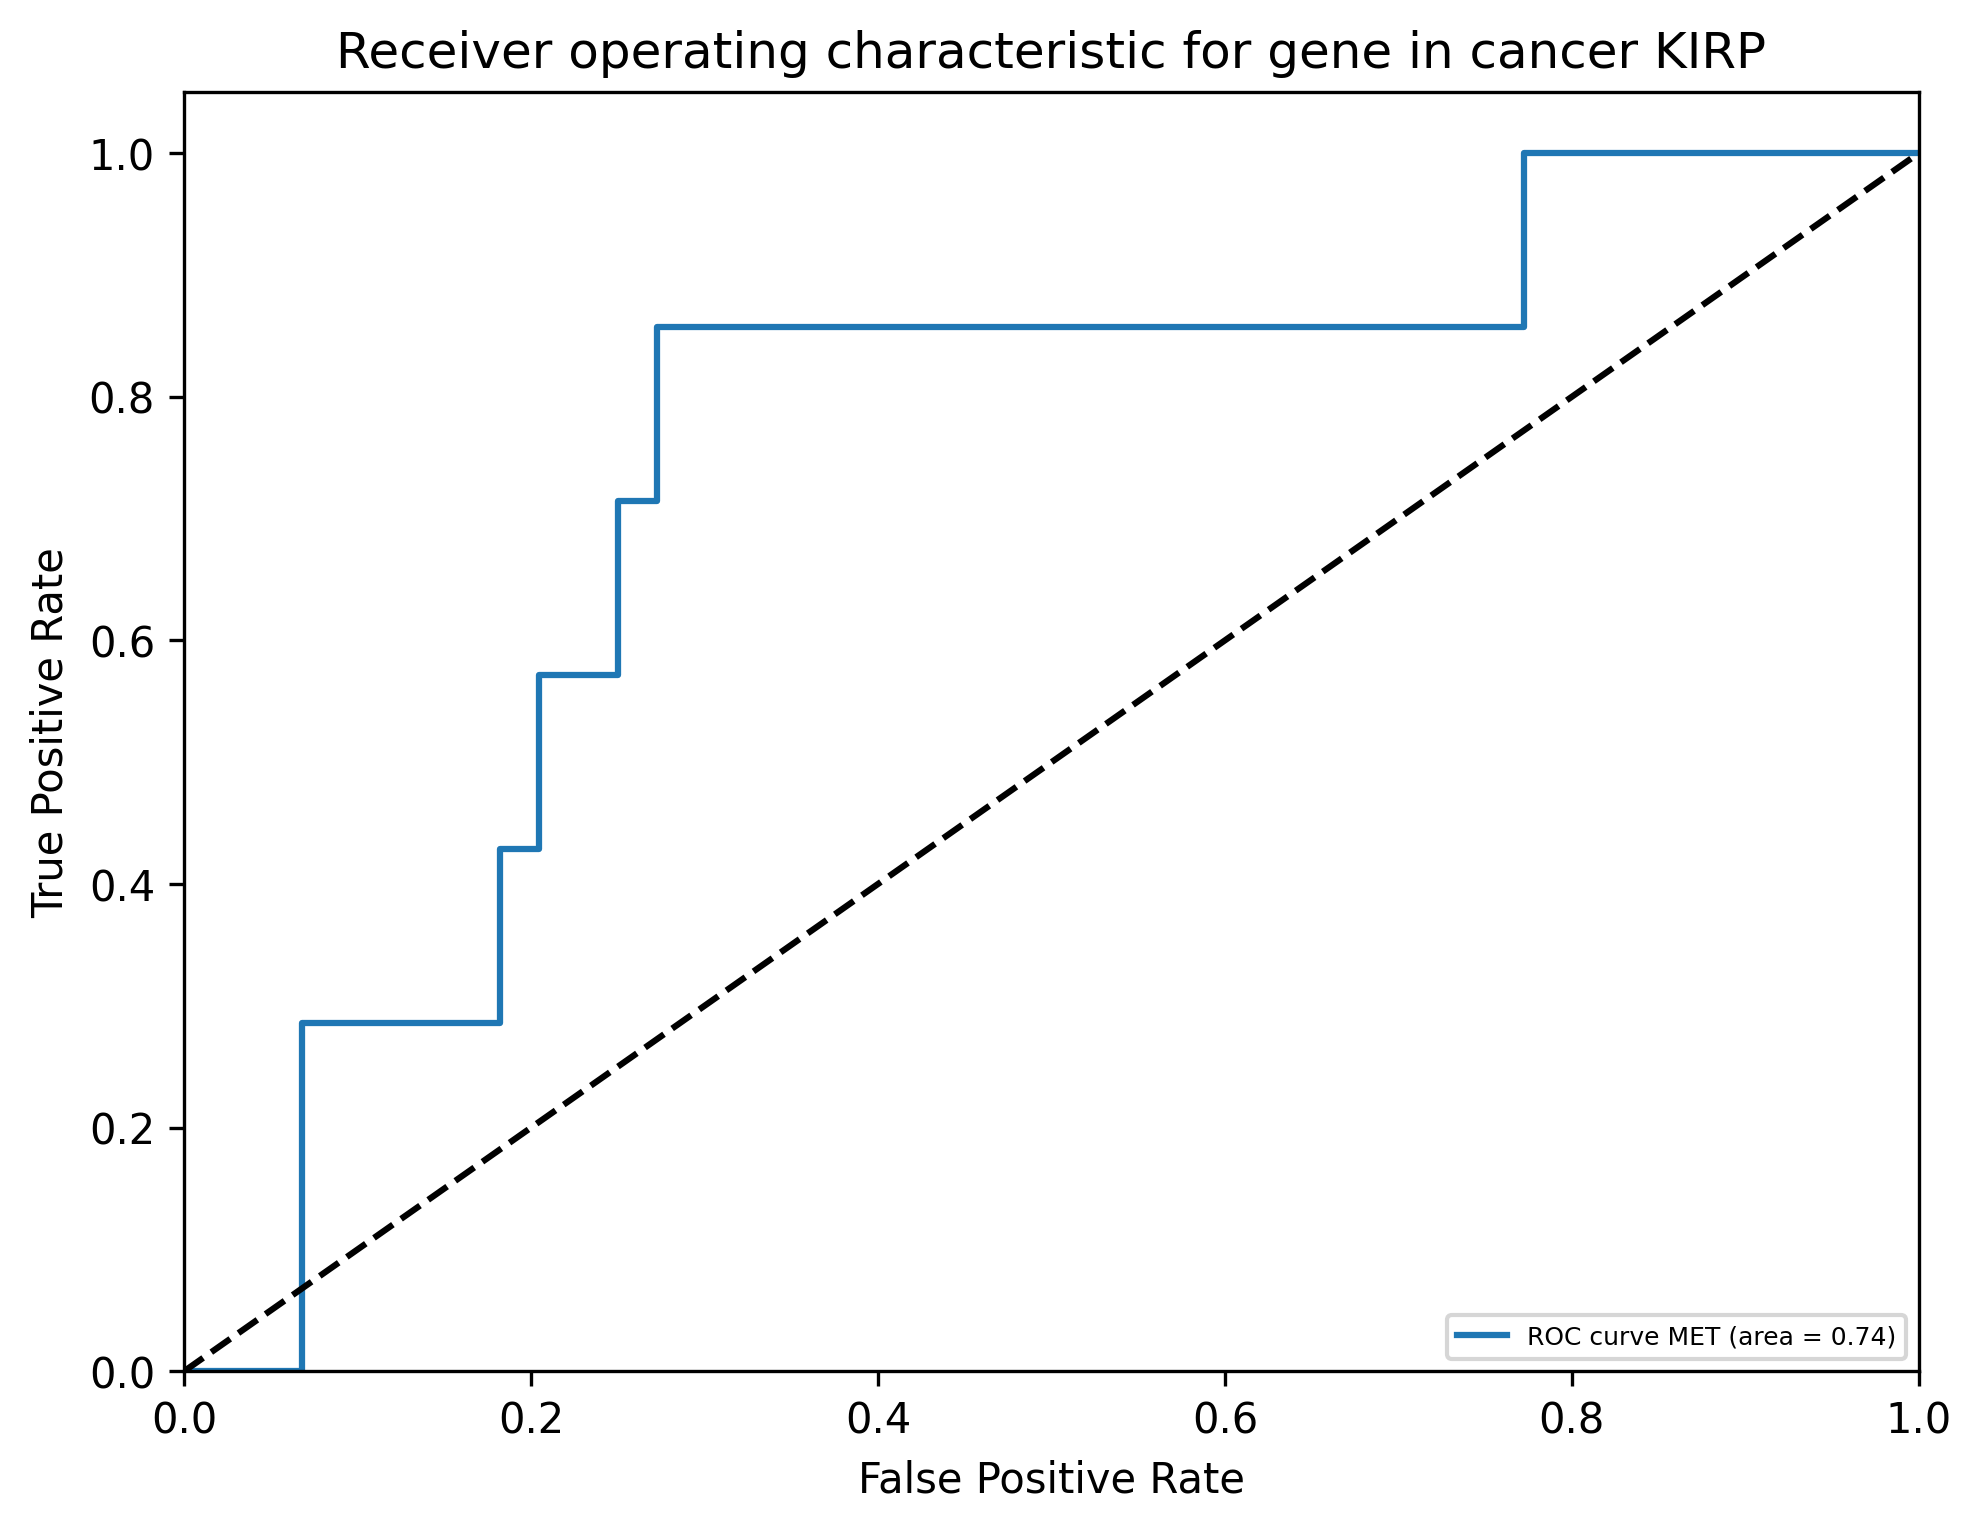 Receiver operating characteristic for gene in cancer KIRP
True Positive Rate
1.0
0.8
0.6
0.4
0.2
0.0
0.0 0.2 0.4 0.6 0.8 1.0
False Positive Rate
ROC curve MET (area = 0.74)